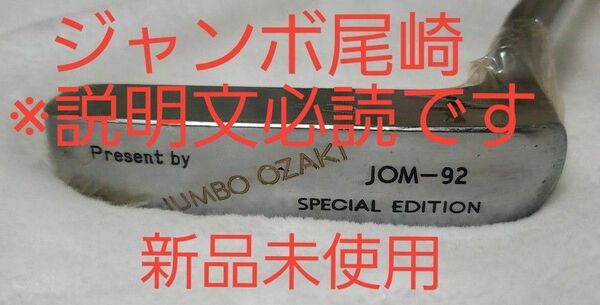 ジャンボ尾崎
※説明文必読です
Present by
JUMBO OZAKI
JOM-92
SPECIAL EDITION
新品未使用